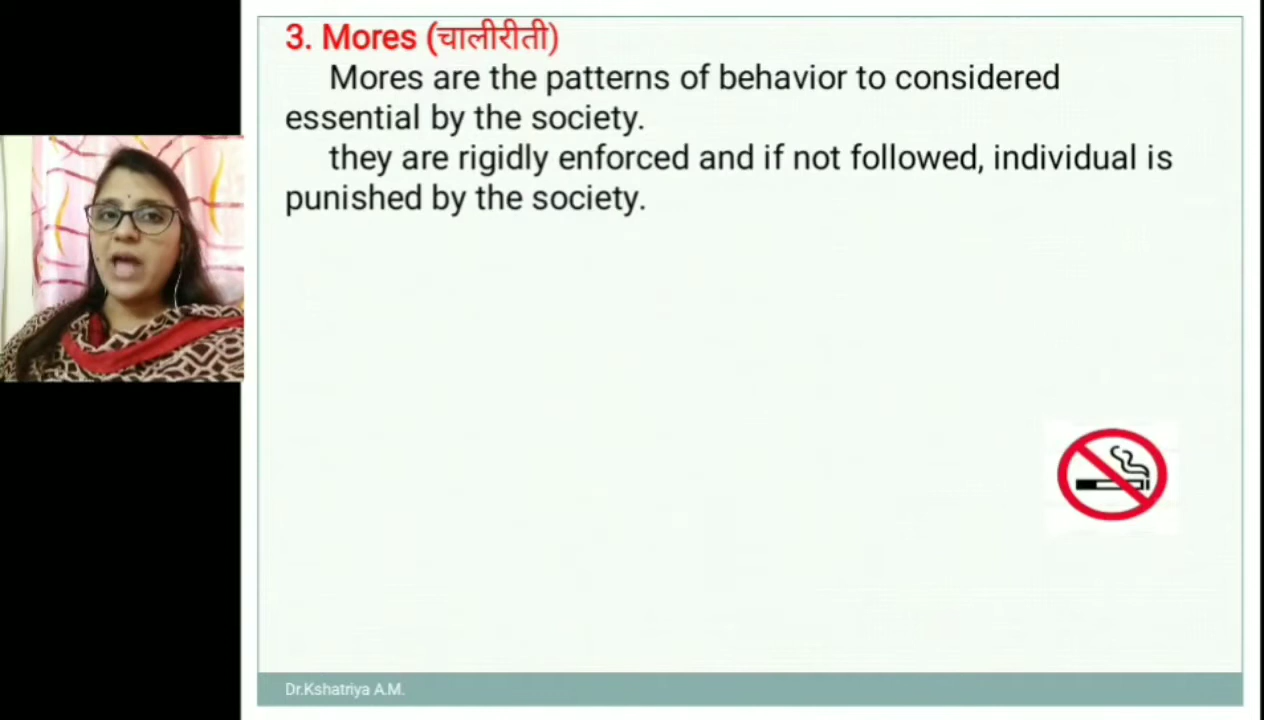 3. Mores (चालीरीती)
Mores are the patterns of behavior to considered
essential by the society.
they are rigidly enforced and if not followed, individual is
punished by the society.
Dr.Kshatriya A.M.